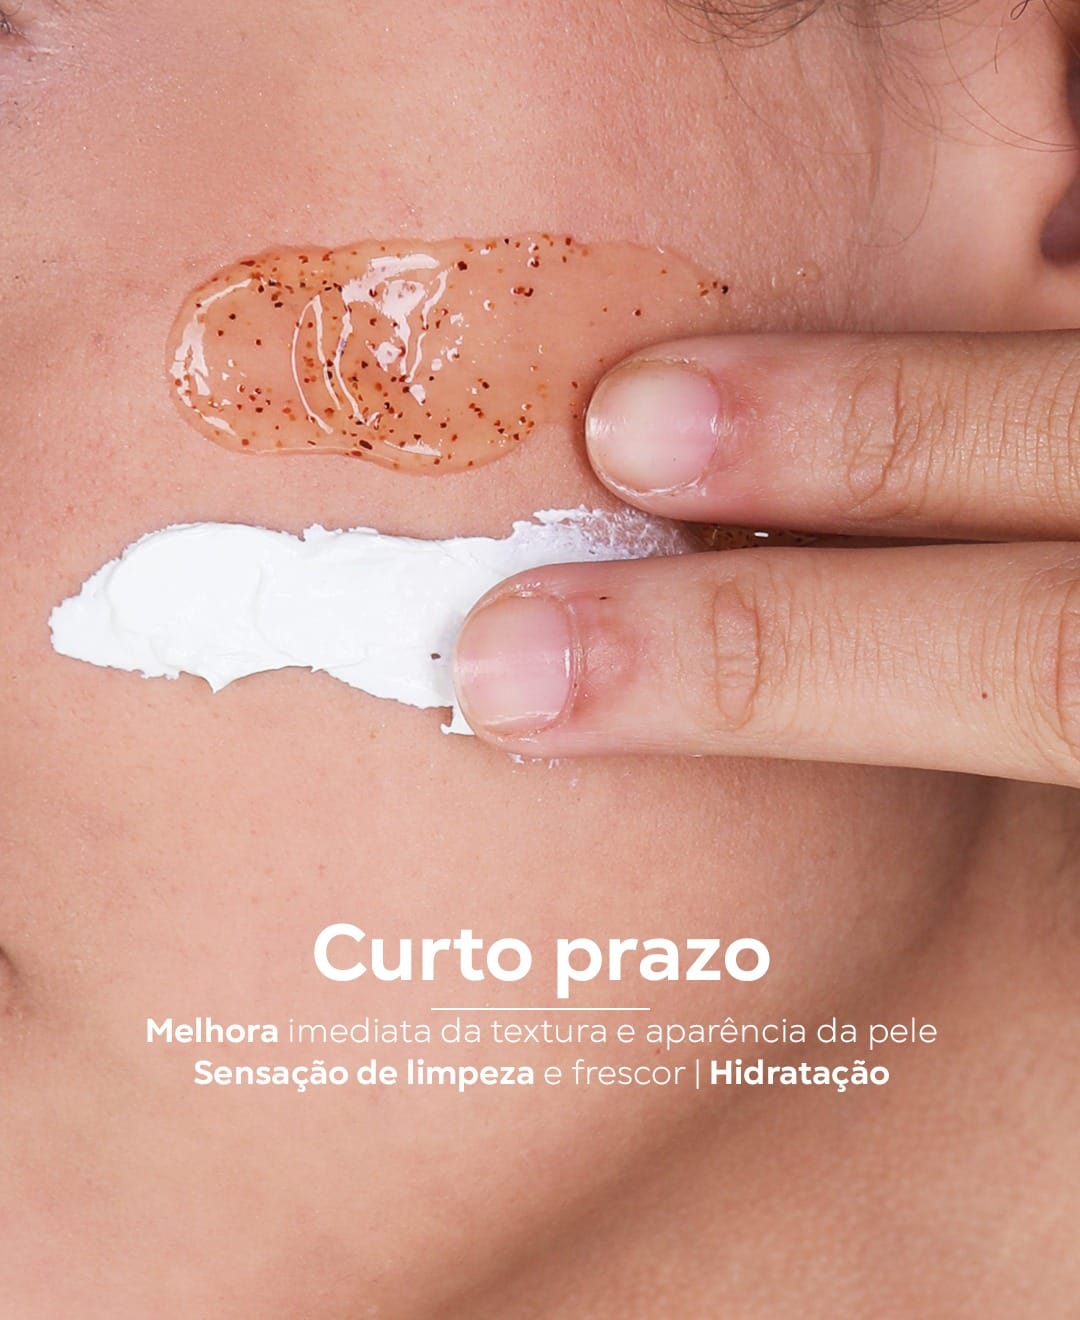 Curto prazo
Melhora imediata da textura e aparência da pele
Sensação de limpeza e frescor | Hidratação